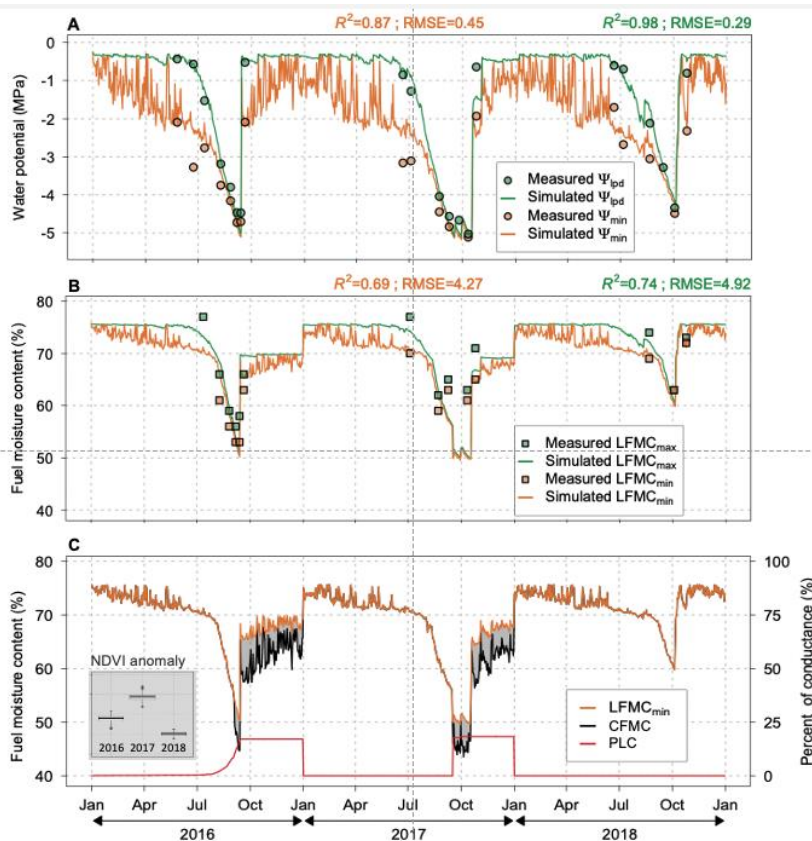 A
R²=0.87 ; RMSE=0.45
R²=0.98 ; RMSE=0.29
Water potential (MPa)
0
-1
-2
-3
-4
-5
Measured Ψlpd
Simulated Ψlpd
Measured Ψmin
Simulated Ψmin
B
R²=0.69 ; RMSE=4.27
R²=0.74 ; RMSE=4.92
Fuel moisture content (%)
80
70
60
50
40
Measured LFMCmax
Simulated LFMCmax
Measured LFMCmin
Simulated LFMCmin
C
Fuel moisture content (%)
80
70
60
50
40
NDVI anomaly
2016 2017 2018
LFMCmin
CFMC
PLC
100
75
50
25
0
Percent of conductance (%)
Jan Apr Jul Oct Jan Apr Jul Oct Jan Apr Jul Oct Jan
2016 2017 2018